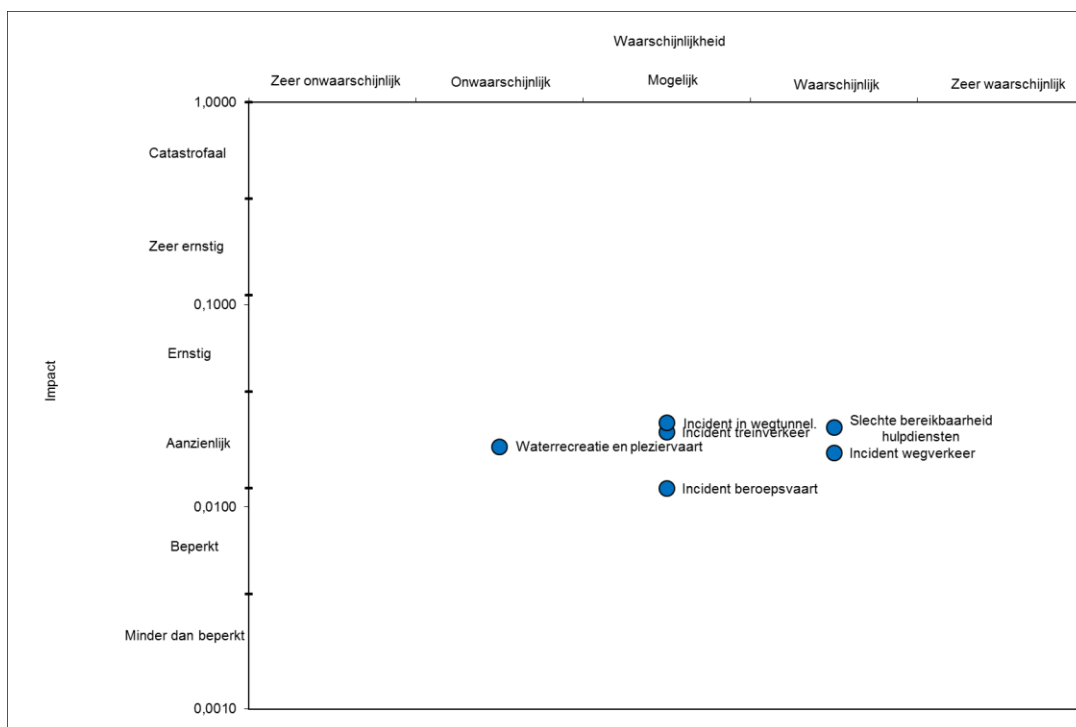 Waarschijnlijkheid
Zeer onwaarschijnlijk
Onwaarschijnlijk
Mogelijk
Waarschijnlijk
Zeer waarschijnlijk
1,0000
Catastrofaal
Zeer ernstig
0,1000
Ernstig
Impact
Aanzienlijk
Incident in wegtunnel.
Incident treinverkeer
Slechte bereikbaarheid
hulpdiensten
Waterrecreatie en pleziervaart
Incident wegverkeer
Incident beroepsvaart
0,0100
Beperkt
Minder dan beperkt
0,0010